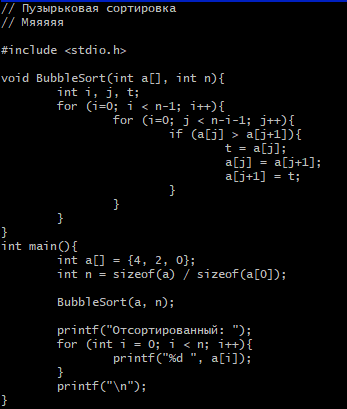 // Пузырьковая сортировка
// Мяяяяя

#include <stdio.h>

void BubbleSort(int a[], int n){
        int i, j, t;
        for (i=0; i < n-1; i++){
                for (i=0; j < n-i-1; j++){
                        if (a[j] > a[j+1]){
                                t = a[j];
                                a[j] = a[j+1];
                                a[j+1] = t;
                        }
                }
        }
}
int main(){
        int a[] = {4, 2, 0};
        int n = sizeof(a) / sizeof(a[0]);

        BubbleSort(a, n);

        printf("Отсортированный: ");
        for (int i = 0; i < n; i++){
                printf("%d ", a[i]);
        }
        printf("\n");
}